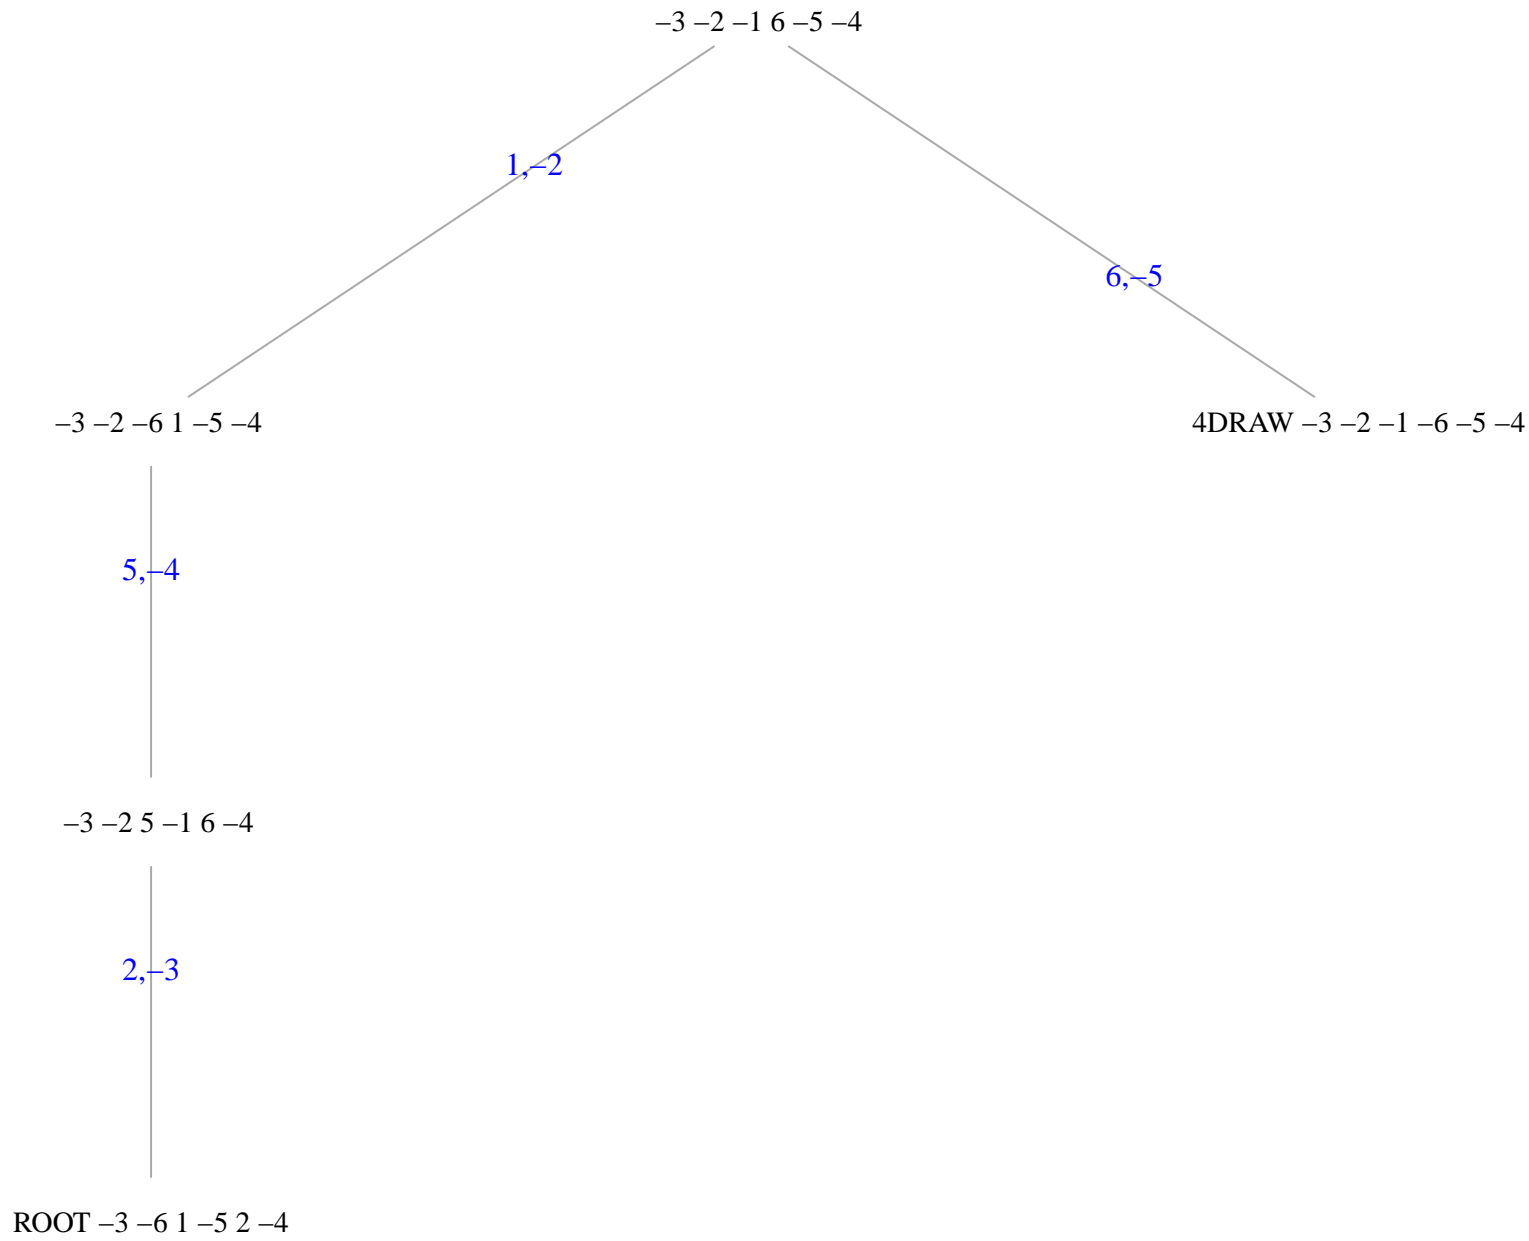 –3 –2 –1 6 –5 –4
1,–2
6,–5
–3 –2 –6 1 –5 –4
4DRAW –3 –2 –1 –6 –5 –4
5,–4
–3 –2 5 –1 6 –4
2,–3
ROOT –3 –6 1 –5 2 –4